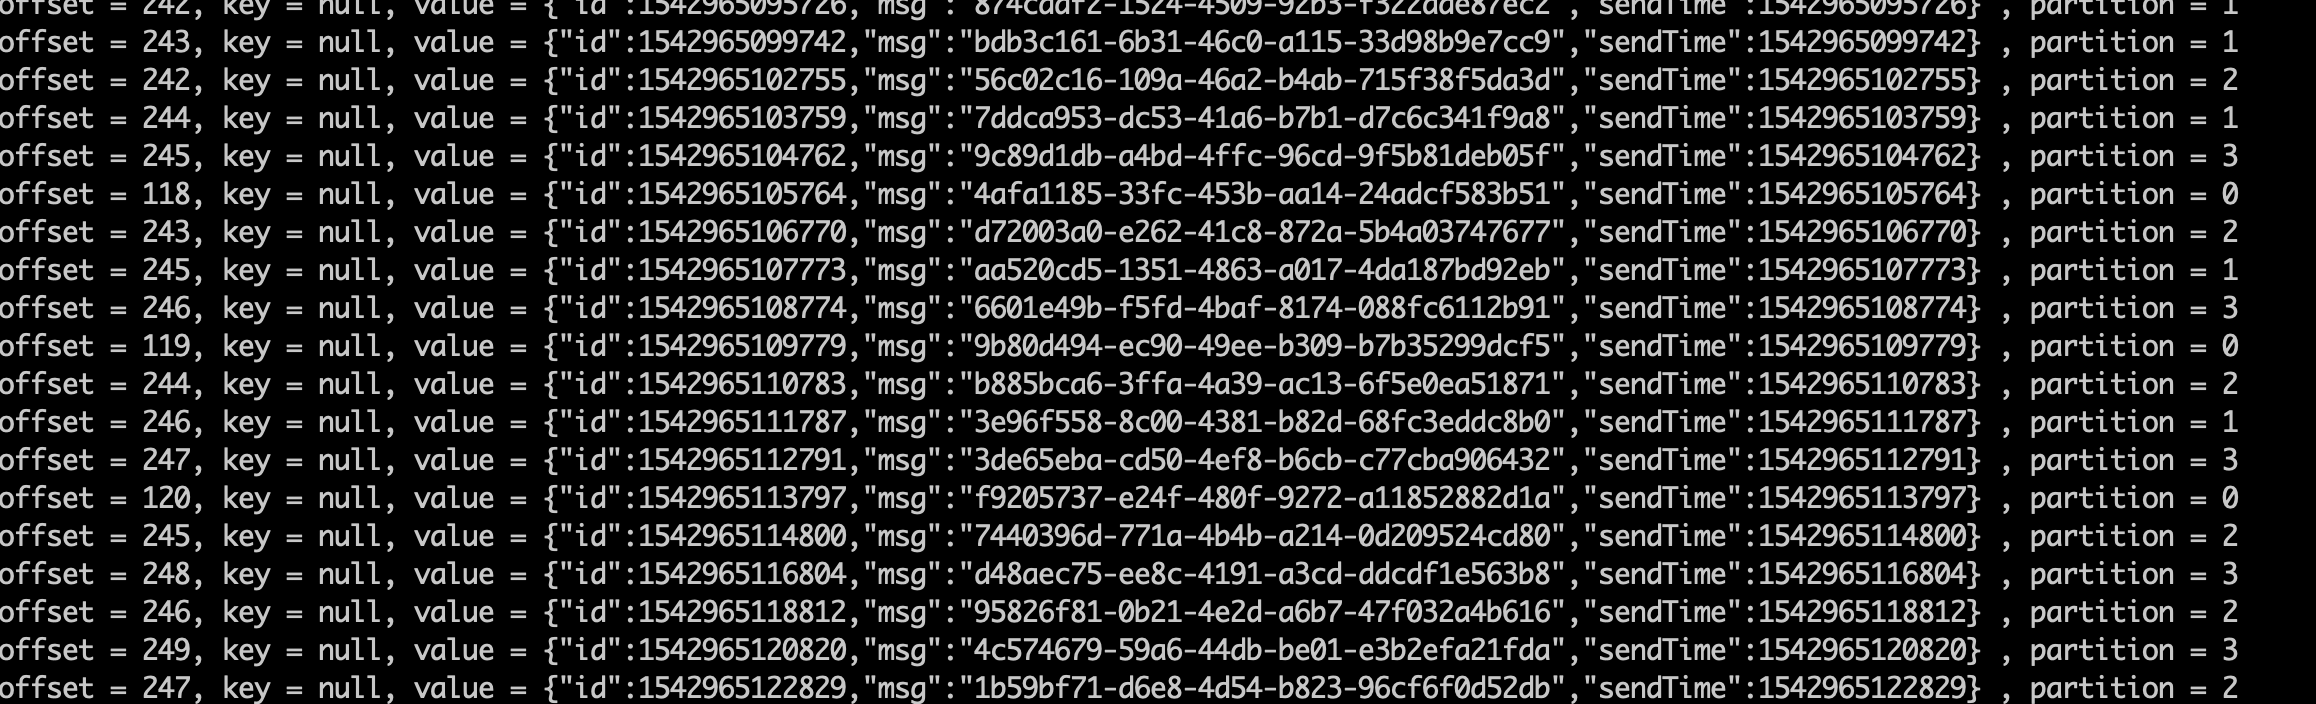 offset = 242, key = null, value = {"id":1542965095726,"msg":"874cdaf2-1524-4509-92b3-f322dde87ec2","sendTime":1542965095726} , partition = 1
offset = 243, key = null, value = {"id":1542965099742,"msg":"bdb3c161-6b31-46c0-a115-33d98b9e7cc9","sendTime":1542965099742} , partition = 1
offset = 242, key = null, value = {"id":1542965102755,"msg":"56c02c16-109a-46a2-b4ab-715f38f5da3d","sendTime":1542965102755} , partition = 2
offset = 244, key = null, value = {"id":1542965103759,"msg":"7ddca953-dc53-41a6-b7b1-d7c6c341f9a8","sendTime":1542965103759} , partition = 1
offset = 245, key = null, value = {"id":1542965104762,"msg":"9c89d1db-a4bd-4ffc-96cd-9f5b81deb05f","sendTime":1542965104762} , partition = 3
offset = 118, key = null, value = {"id":1542965105764,"msg":"4afa1185-33fc-453b-aa14-24adcf583b51","sendTime":1542965105764} , partition = 0
offset = 243, key = null, value = {"id":1542965106770,"msg":"d72003a0-e262-41c8-872a-5b4a03747677","sendTime":1542965106770} , partition = 2
offset = 245, key = null, value = {"id":1542965107773,"msg":"aa520cd5-1351-4863-a017-4da187bd92eb","sendTime":1542965107773} , partition = 1
offset = 246, key = null, value = {"id":1542965108774,"msg":"6601e49b-f5fd-4baf-8174-088fc6112b91","sendTime":1542965108774} , partition = 3
offset = 119, key = null, value = {"id":1542965109779,"msg":"9b80d494-ec90-49ee-b309-b7b35299dcf5","sendTime":1542965109779} , partition = 0
offset = 244, key = null, value = {"id":1542965110783,"msg":"b885bca6-3ffa-4a39-ac13-6f5e0ea51871","sendTime":1542965110783} , partition = 2
offset = 246, key = null, value = {"id":1542965111787,"msg":"3e96f558-8c00-4381-b82d-68fc3eddc8b0","sendTime":1542965111787} , partition = 1
offset = 247, key = null, value = {"id":1542965112791,"msg":"3de65eba-cd50-4ef8-b6cb-c77cba906432","sendTime":1542965112791} , partition = 3
offset = 120, key = null, value = {"id":1542965113797,"msg":"f9205737-e24f-480f-9272-a11852882d1a","sendTime":1542965113797} , partition = 0
offset = 245, key = null, value = {"id":1542965114800,"msg":"7440396d-771a-4b4b-a214-0d209524cd80","sendTime":1542965114800} , partition = 2
offset = 248, key = null, value = {"id":1542965116804,"msg":"d48aec75-ee8c-4191-a3cd-ddcdf1e563b8","sendTime":1542965116804} , partition = 3
offset = 246, key = null, value = {"id":1542965118812,"msg":"95826f81-0b21-4e2d-a6b7-47f032a4b616","sendTime":1542965118812} , partition = 2
offset = 249, key = null, value = {"id":1542965120820,"msg":"4c574679-59a6-44db-be01-e3b2efa21fda","sendTime":1542965120820} , partition = 3
offset = 247, key = null, value = {"id":1542965122829,"msg":"1b59bf71-d6e8-4d54-b823-96cf6f0d52db","sendTime":1542965122829} , partition = 2